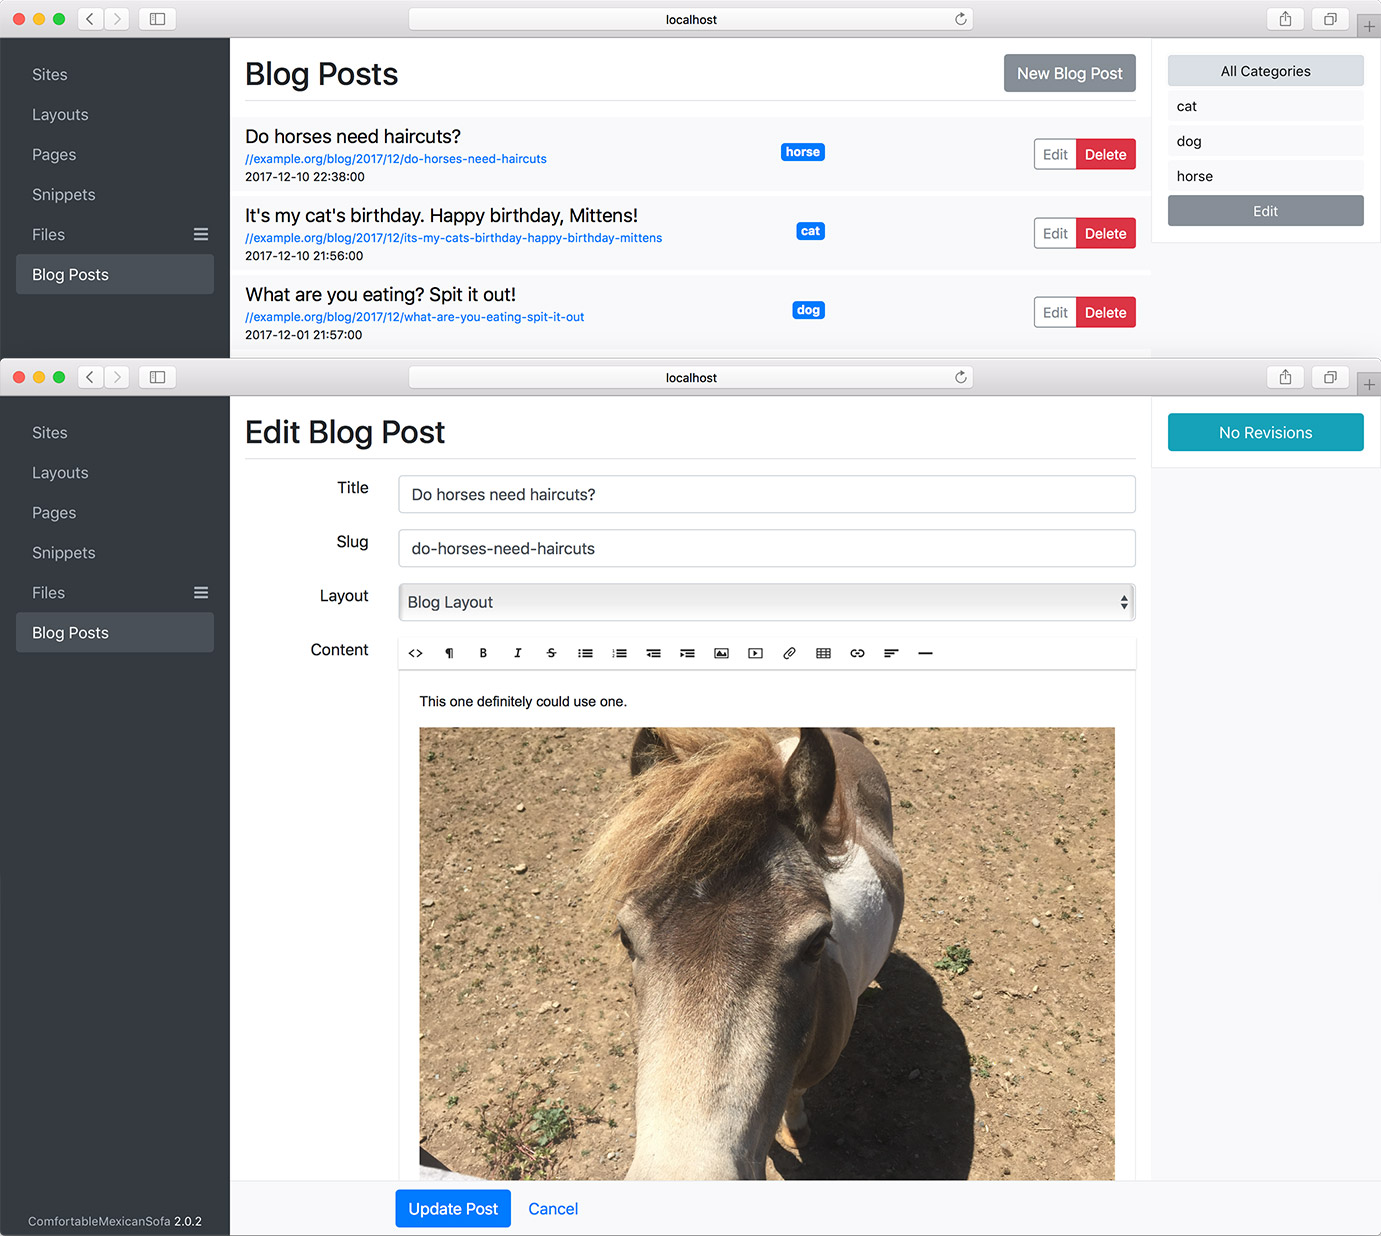 localhost
Sites
Layouts
Pages
Snippets
Files
Blog Posts
Blog Posts
New Blog Post
Do horses need haircuts?
//example.org/blog/2017/12/do-horses-need-haircuts
2017-12-10 22:38:00
horse
Edit
Delete
It's my cat's birthday. Happy birthday, Mittens!
//example.org/blog/2017/12/its-my-cats-birthday-happy-birthday-mittens
2017-12-10 21:56:00
cat
Edit
Delete
What are you eating? Spit it out!
//example.org/blog/2017/12/what-are-you-eating-spit-it-out
2017-12-01 21:57:00
dog
Edit
Delete
All Categories
cat
dog
horse
Edit
localhost
Sites
Layouts
Pages
Snippets
Files
Blog Posts
ComfortableMexicanSofa 2.0.2
Edit Blog Post
Title
Do horses need haircuts?
Slug
do-horses-need-haircuts
Layout
Blog Layout
Content
This one definitely could use one.
Update Post
Cancel
No Revisions